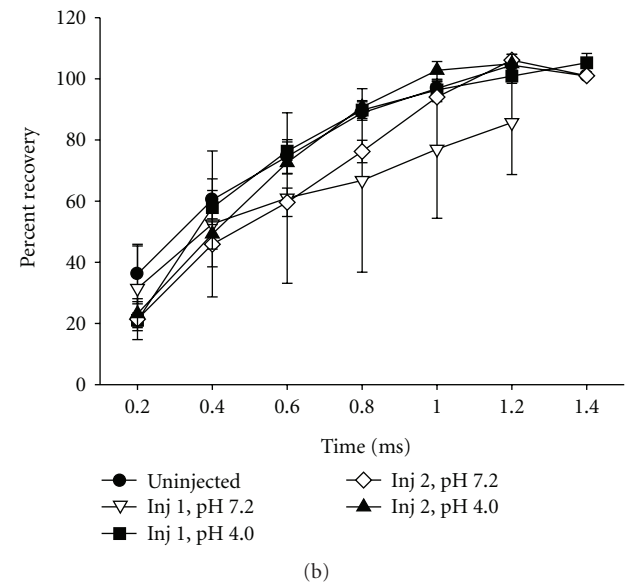 120
100
80
60
40
20
0
Percent recovery
0.2 0.4 0.6 0.8 1 1.2 1.4
Time (ms)
Uninjected
Inj 1, pH 7.2
Inj 1, pH 4.0
Inj 2, pH 7.2
Inj 2, pH 4.0
(b)